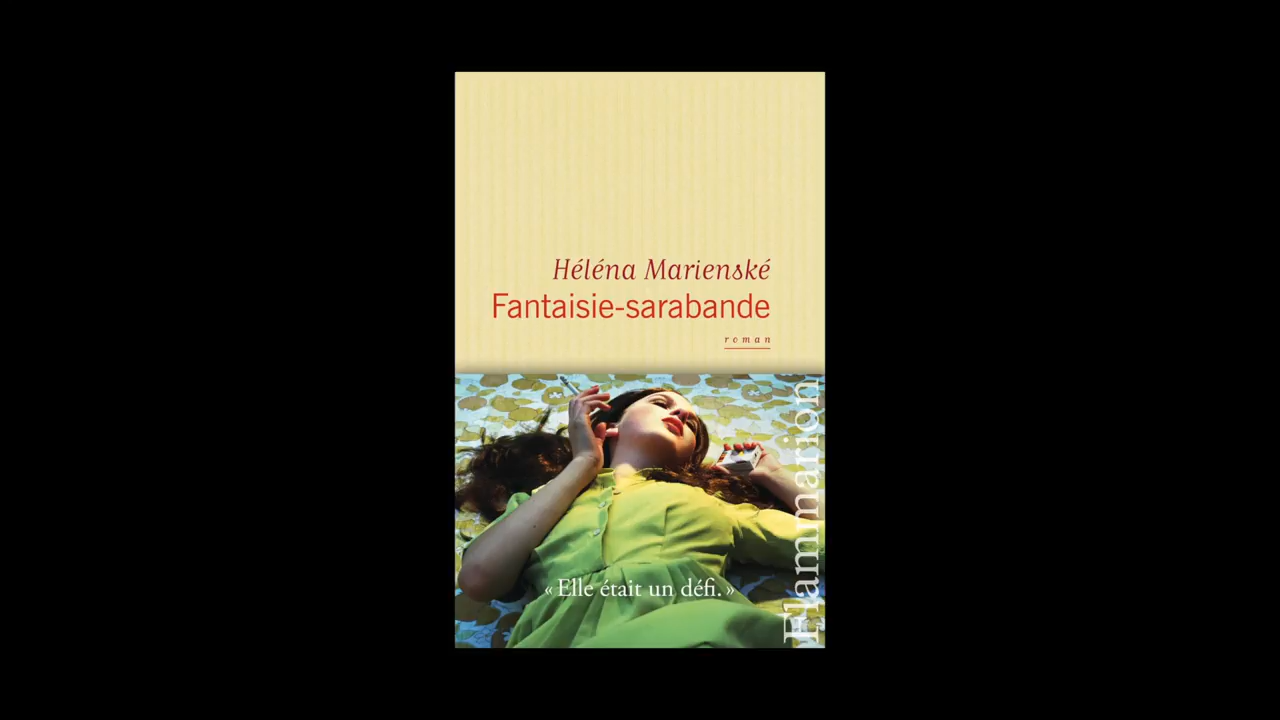 Héléna Marienské
Fantaisie-sarabande
roman
Flammarion
« Elle était un défi. »